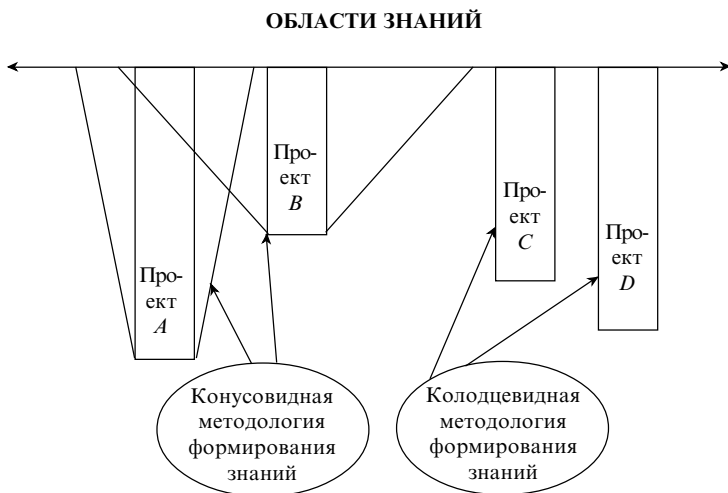 ОБЛАСТИ ЗНАНИЙ
Про-
ект
A
Про-
ект
B
Про-
ект
C
Про-
ект
D
Конусовидная
методология
формирования
знаний
Колодцевидная
методология
формирования
знаний